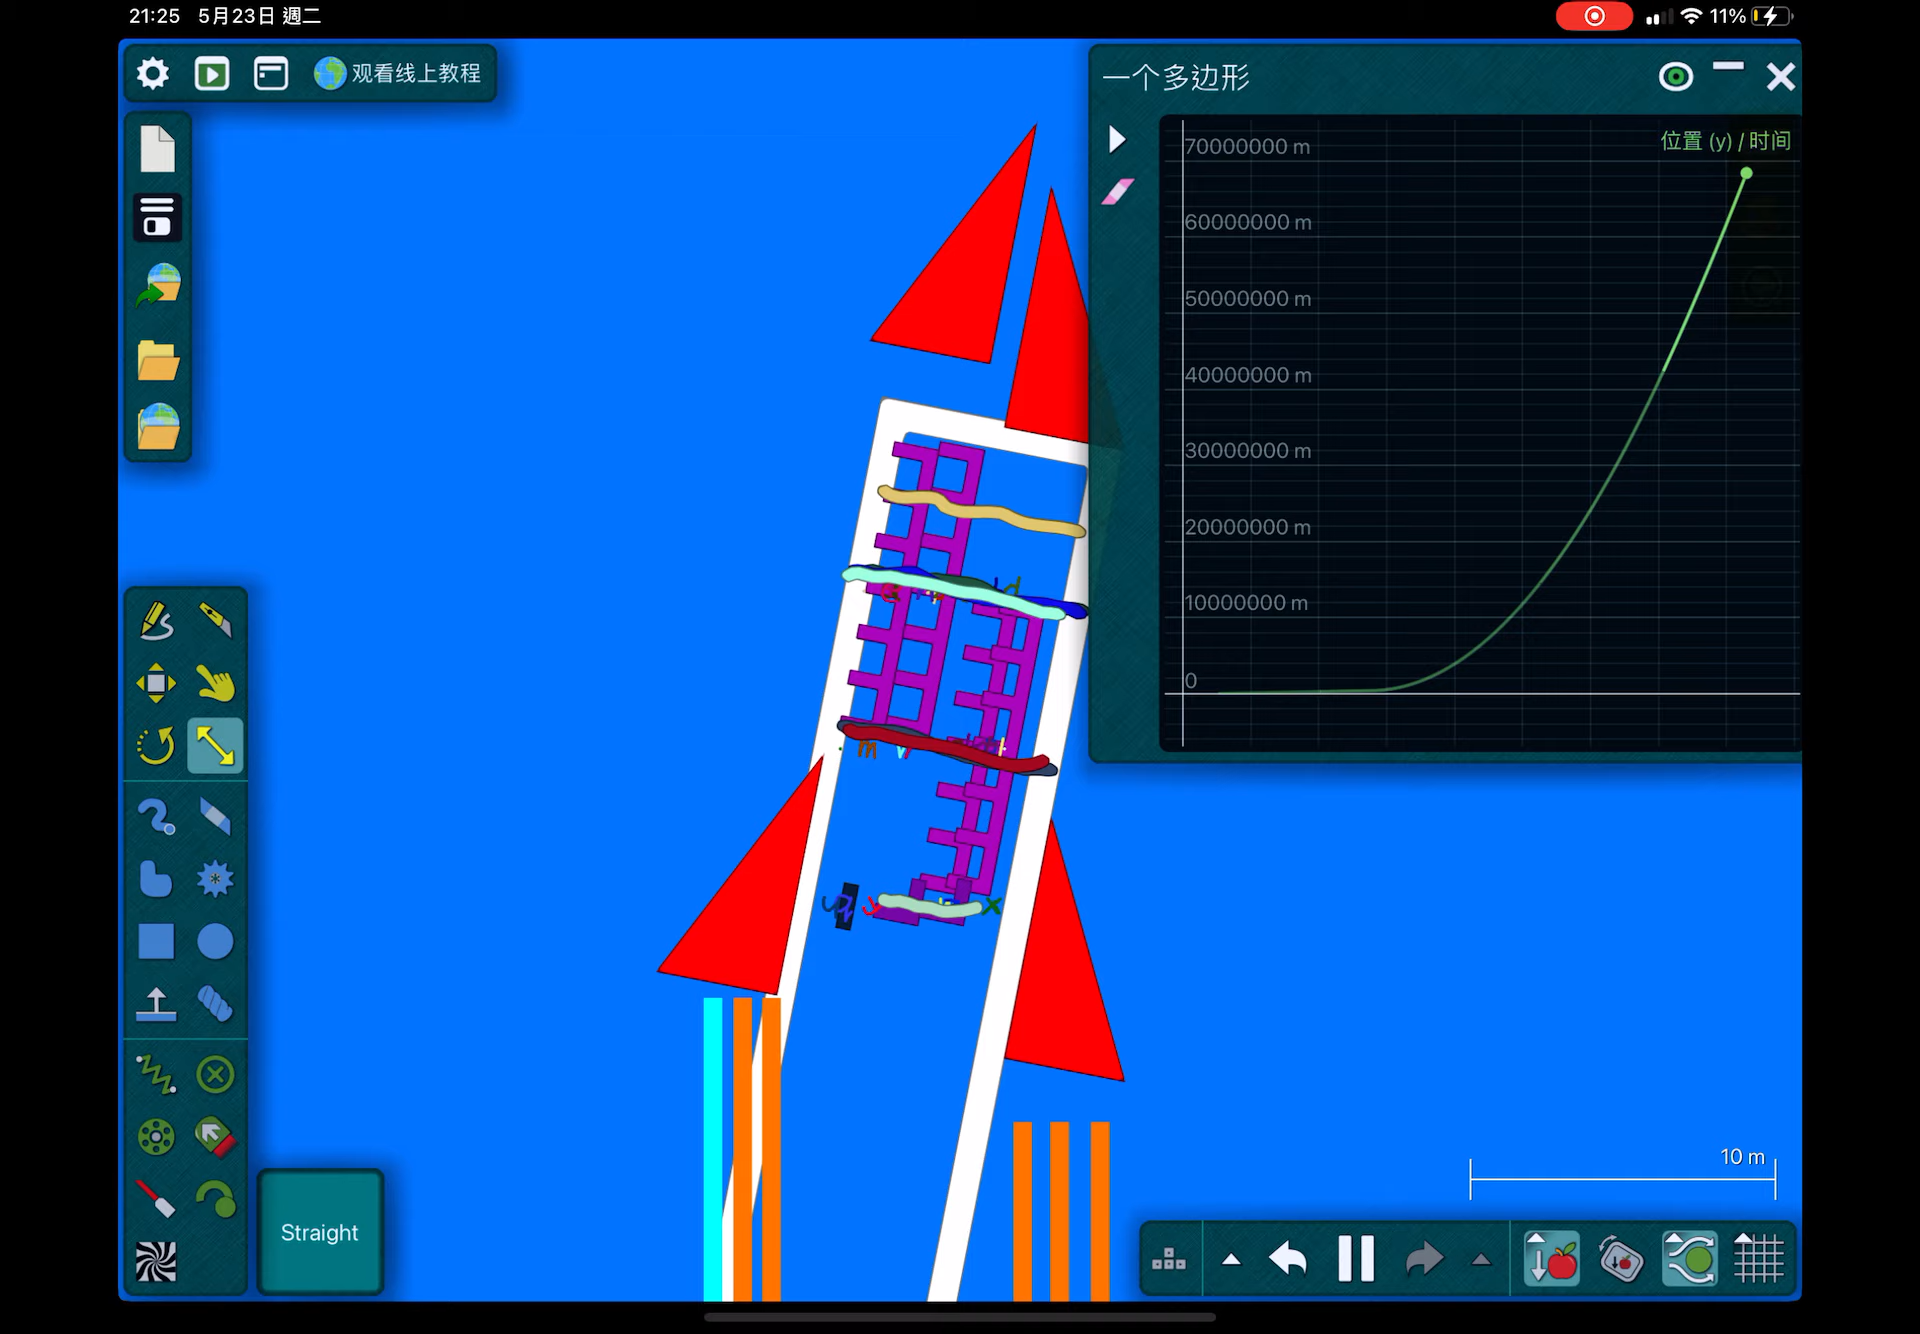 21:25 5月23日 週二
11%
观看线上教程
一个多边形
位置 (y) / 时间
70000000 m
60000000 m
50000000 m
40000000 m
30000000 m
20000000 m
10000000 m
0
m
y
x
10 m
Straight